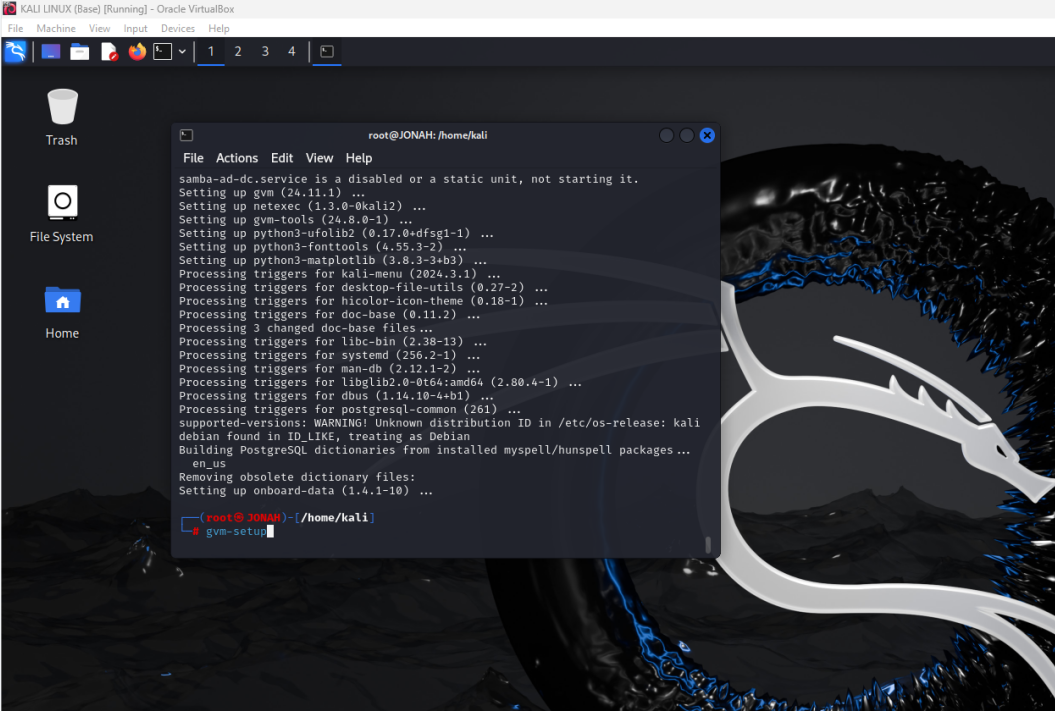 KALI LINUX (Base) [Running] - Oracle VirtualBox
File Machine View Input Devices Help
1 2 3 4
Trash
File System
Home
root@JONAH: /home/kali
File Actions Edit View Help
samba-ad-dc.service is a disabled or a static unit, not starting it.
Setting up gvm (24.11.1) ...
Setting up netexec (1.3.0-0kali2) ...
Setting up gvm-tools (24.8.0-1) ...
Setting up python3-ufolib2 (0.17.0+dfsg1-1) ...
Setting up python3-fonttools (4.55.3-2) ...
Setting up python3-matplotlib (3.8.3-3+b3) ...
Processing triggers for kali-menu (2024.3.1) ...
Processing triggers for desktop-file-utils (0.27-2) ...
Processing triggers for hicolor-icon-theme (0.18-1) ...
Processing triggers for doc-base (0.11.2) ...
Processing 3 changed doc-base files...
Processing triggers for libc-bin (2.38-13) ...
Processing triggers for systemd (256.2-1) ...
Processing triggers for man-db (2.12.1-2) ...
Processing triggers for libglib2.0-0t64:amd64 (2.80.4-1) ...
Processing triggers for dbus (1.14.10-4+b1) ...
Processing triggers for postgresql-common (261) ...
supported-versions: WARNING! Unknown distribution ID in /etc/os-release: kali
debian found in ID_LIKE, treating as Debian
Building PostgreSQL dictionaries from installed myspell/hunspell packages...
en_us
Removing obsolete dictionary files:
Setting up onboard-data (1.4.1-10) ...
┌──(root㉿JONAH)-[/home/kali]
└─# gvm-setup